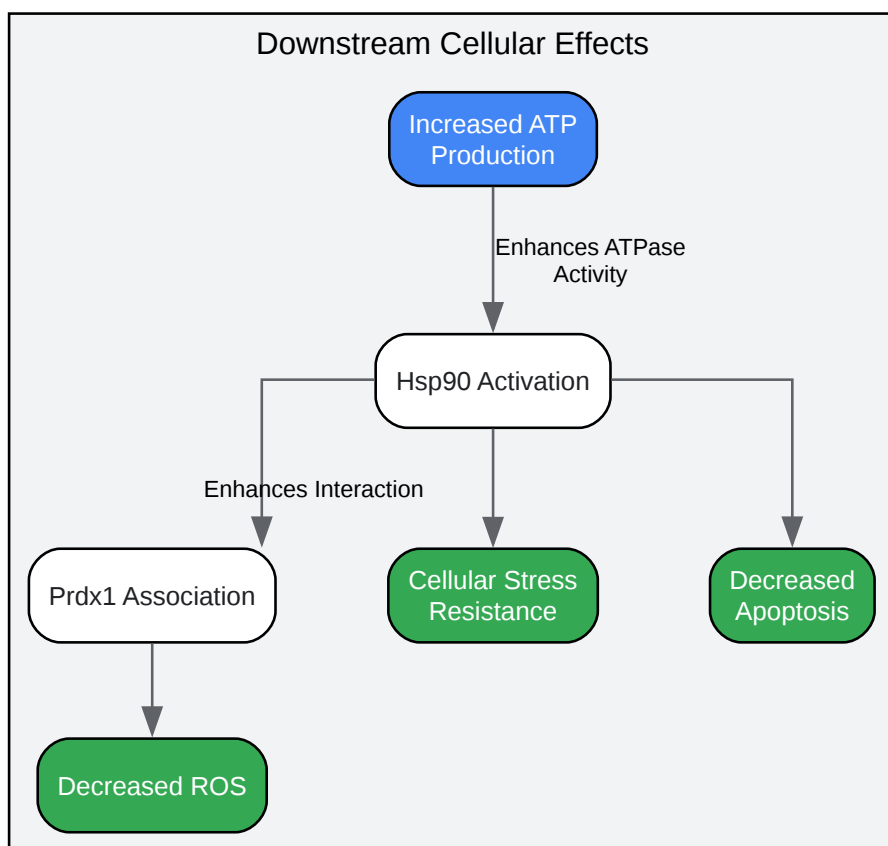 Downstream Cellular Effects
Increased ATP
Production
Enhances ATPase
Activity
Hsp90 Activation
Enhances Interaction
Prdx1 Association
Cellular Stress
Resistance
Decreased
Apoptosis
Decreased ROS